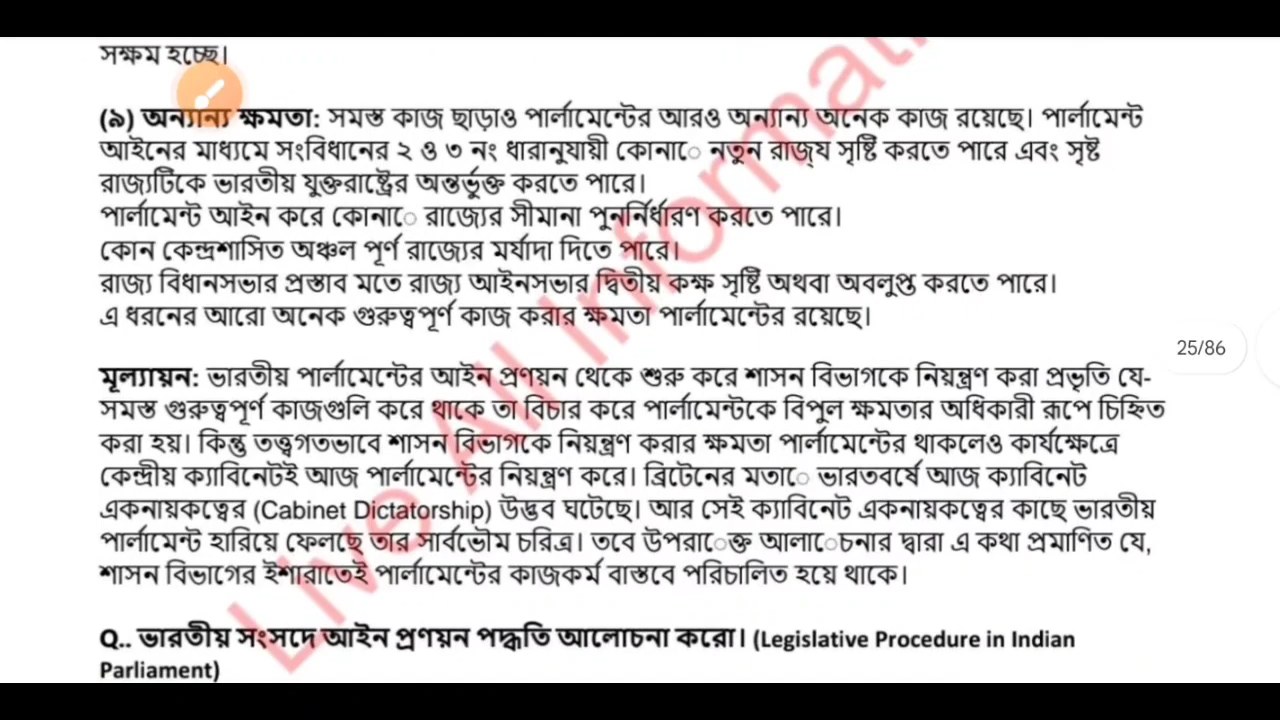 সক্ষম হচ্ছে।
(৯) অন্যান্য ক্ষমতা: সমস্ত কাজ ছাড়াও পার্লামেন্টের আরও অন্যান্য অনেক কাজ রয়েছে। পার্লামেন্ট
আইনের মাধ্যমে সংবিধানের ২ ও ৩ নং ধারানুযায়ী কোনাে নতুন রাজ্য সৃষ্টি করতে পারে এবং সৃষ্ট
রাজ্যটিকে ভারতীয় যুক্তরাষ্ট্রের অন্তর্ভুক্ত করতে পারে।
পার্লামেন্ট আইন করে কোনাে রাজ্যের সীমানা পুনর্নির্ধারণ করতে পারে।
কোন কেন্দ্রশাসিত অঞ্চল পূর্ণ রাজ্যের মর্যাদা দিতে পারে।
রাজ্য বিধানসভার প্রস্তাব মতে রাজ্য আইনসভার দ্বিতীয় কক্ষ সৃষ্টি অথবা অবলুপ্ত করতে পারে।
এ ধরনের আরো অনেক গুরুত্বপূর্ণ কাজ করার ক্ষমতা পার্লামেন্টের রয়েছে।
25/86
মূল্যায়ন: ভারতীয় পার্লামেন্টের আইন প্রণয়ন থেকে শুরু করে শাসন বিভাগকে নিয়ন্ত্রণ করা প্রভৃতি যে-
সমস্ত গুরুত্বপূর্ণ কাজগুলি করে থাকে তা বিচার করে পার্লামেন্টকে বিপুল ক্ষমতার অধিকারী রূপে চিহ্নিত
করা হয়। কিন্তু তত্ত্বগতভাবে শাসন বিভাগকে নিয়ন্ত্রণ করার ক্ষমতা পার্লামেন্টের থাকলেও কার্যক্ষেত্রে
কেন্দ্রীয় ক্যাবিনেটই আজ পার্লামেন্টের নিয়ন্ত্রণ করে। ব্রিটেনের মতাে ভারতবর্ষে আজ ক্যাবিনেট
একনায়কত্বের (Cabinet Dictatorship) উদ্ভব ঘটেছে। আর সেই ক্যাবিনেট একনায়কত্বের কাছে ভারতীয়
পার্লামেন্ট হারিয়ে ফেলছে তার সার্বভৌম চরিত্র। তবে উপরােক্ত আলােচনার দ্বারা এ কথা প্রমাণিত যে,
শাসন বিভাগের ইশারাতেই পার্লামেন্টের কাজকর্ম বাস্তবে পরিচালিত হয়ে থাকে।
Q.. ভারতীয় সংসদে আইন প্রণয়ন পদ্ধতি আলোচনা করো। (Legislative Procedure in Indian
Parliament)
Live All Informati